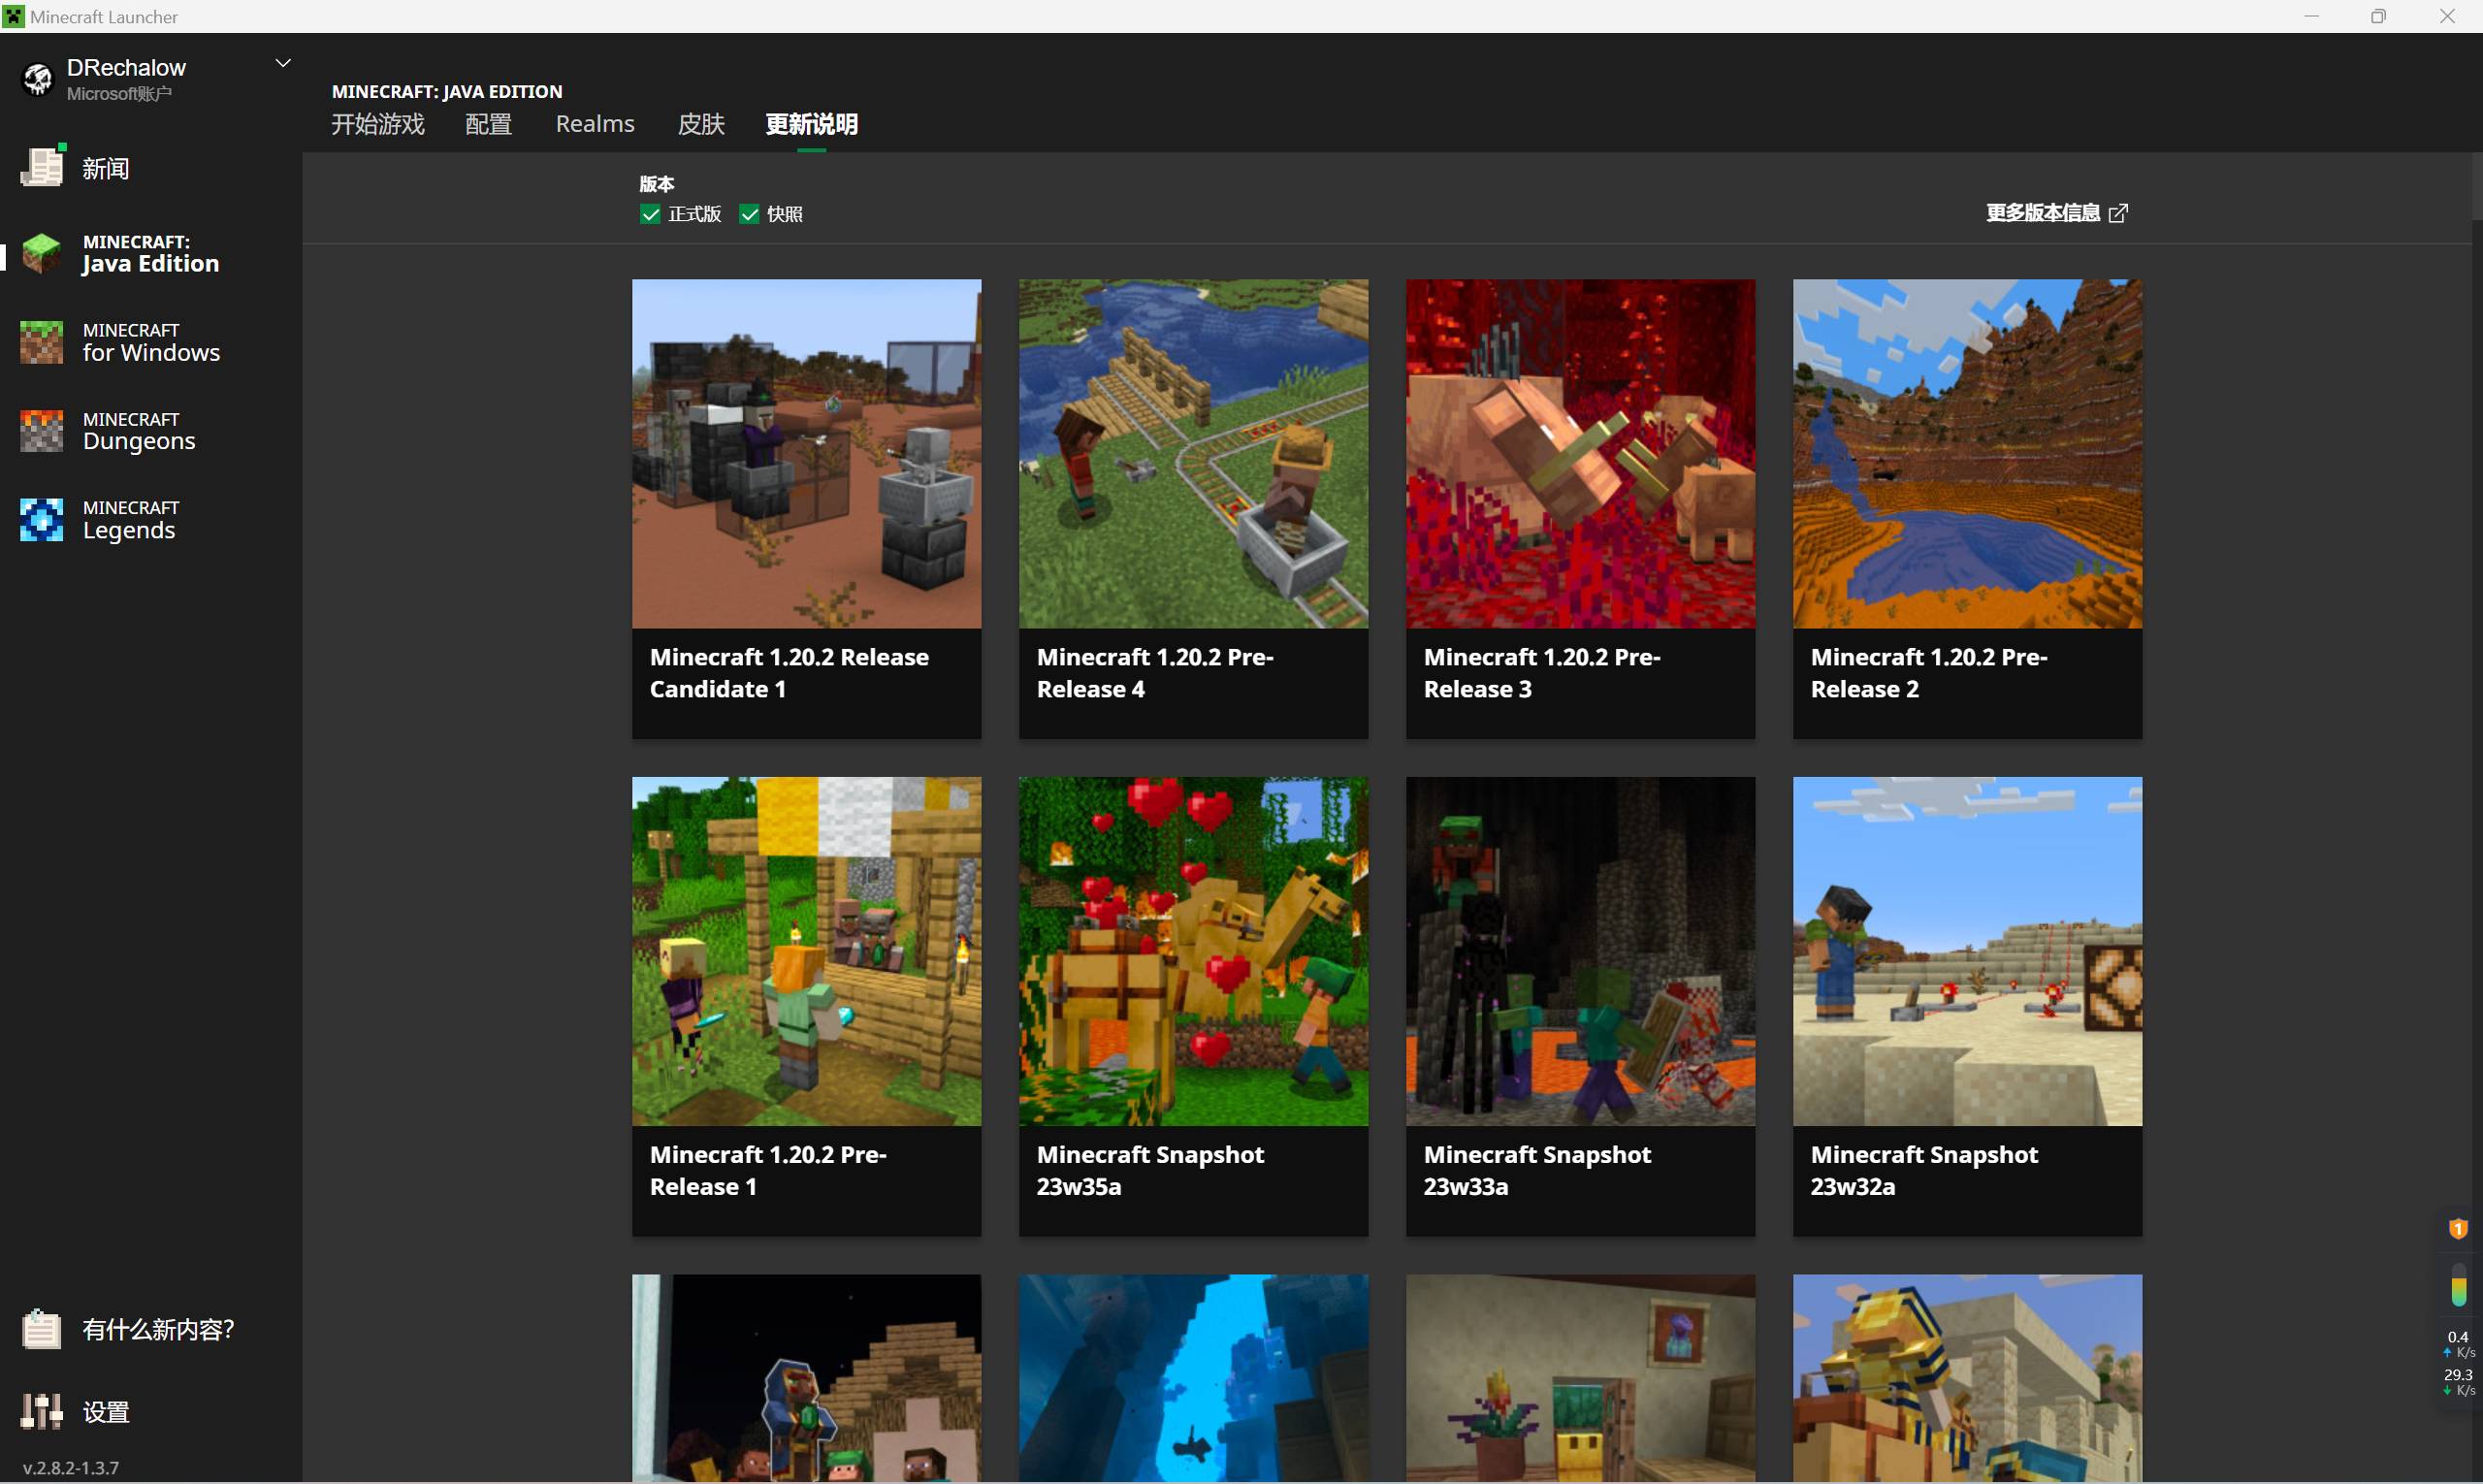 Minecraft Launcher
DRechalow
Microsoft账户
新闻
MINECRAFT:
Java Edition
MINECRAFT
for Windows
MINECRAFT
Dungeons
MINECRAFT
Legends
有什么新内容?
设置
v.2.8.2-1.3.7
MINECRAFT: JAVA EDITION
开始游戏 配置 Realms 皮肤 更新说明
版本
正式版 快照
更多版本信息
Minecraft 1.20.2 Release
Candidate 1
Minecraft 1.20.2 Pre-
Release 4
Minecraft 1.20.2 Pre-
Release 3
Minecraft 1.20.2 Pre-
Release 2
Minecraft 1.20.2 Pre-
Release 1
Minecraft Snapshot
23w35a
Minecraft Snapshot
23w33a
Minecraft Snapshot
23w32a
1
0.4
K/s
29.3
K/s